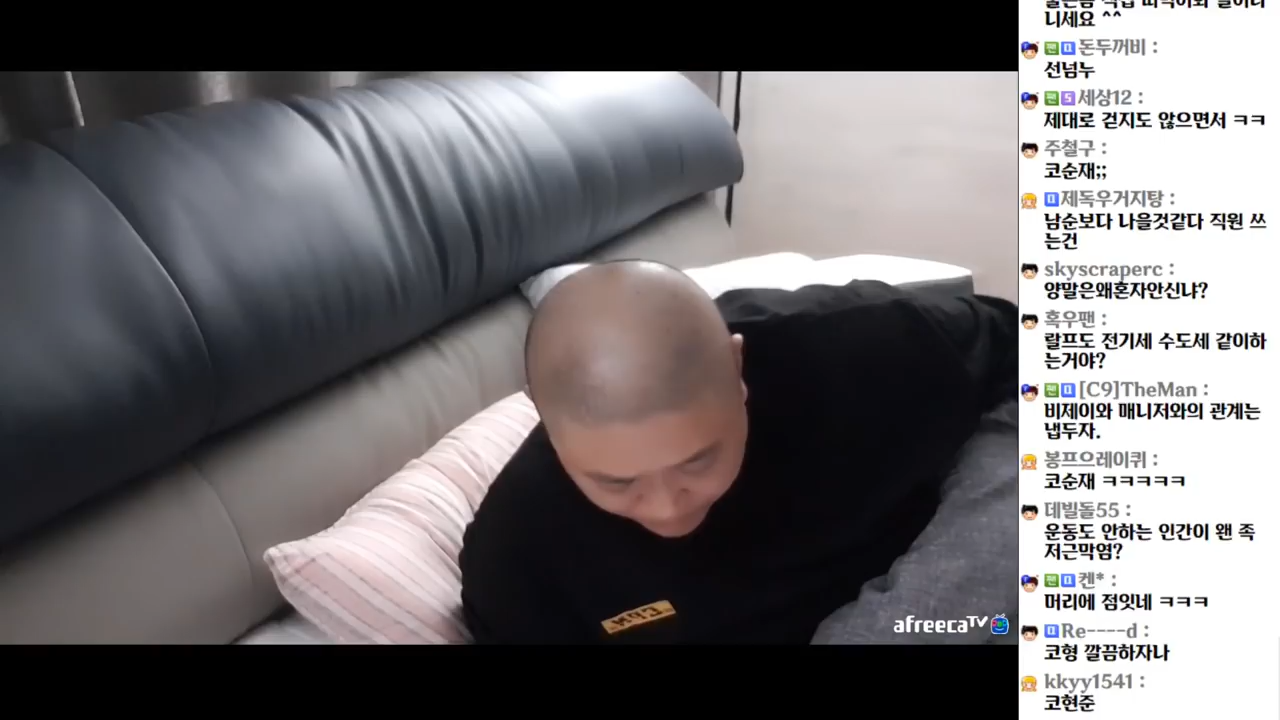 니세요 ^^
팬 돈두꺼비 :
선넘누
팬 S 세상12 :
제대로 걷지도 않으면서 ㅋㅋ
주철구 :
코순재;;
제독우거지탕 :
남순보다 나을것같다 직원 쓰
는건
skyscraperc :
양말은왜혼자안신냐?
혹우팬 :
랄프도 전기세 수도세 같이하
는거야?
팬 [C9]TheMan :
비제이와 매니저와의 관계는
냅두자.
봉프으레이퀴 :
코순재 ㅋㅋㅋㅋㅋ
데빌돌55 :
운동도 안하는 인간이 왠 족
저근막염?
팬 켄* :
머리에 점잇네 ㅋㅋㅋ
Re----d :
코형 깔끔하자나
kkyy1541 :
코현준
afreecaTV